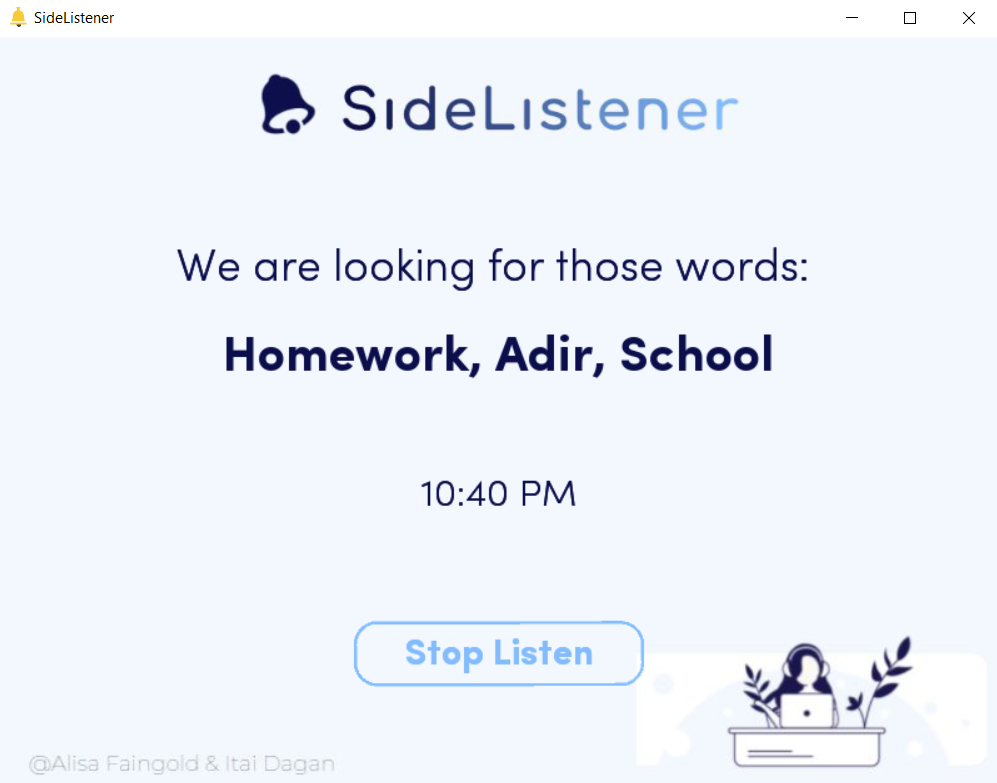 SideListener
SideListener
We are looking for those words:
Homework, Adir, School
10:40 PM
Stop Listen
@Alisa Faingold & Itai Dagan